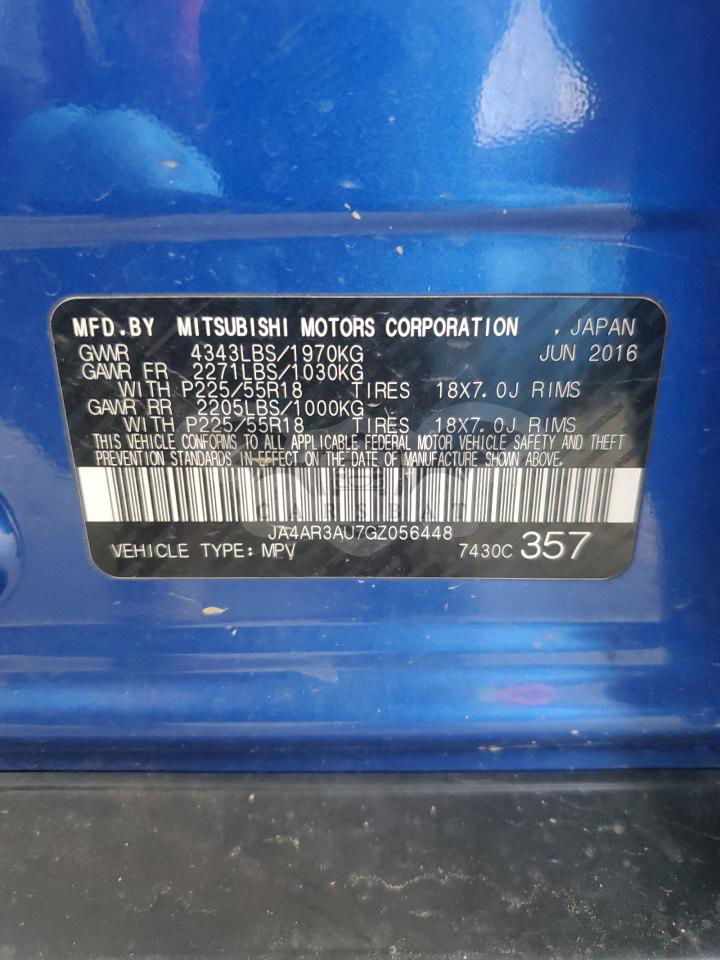 MFD.BY MITSUBISHI MOTORS CORPORATION , JAPAN
GVWR 4343LBS/1970KG JUN 2016
GAWR FR 2271LBS/1030KG
WITH P225/55R18 TIRES 18X7.0J RIMS
GAWR RR 2205LBS/1000KG
WITH P225/55R18 TIRES 18X7.0J RIMS
THIS VEHICLE CONFORMS TO ALL APPLICABLE FEDERAL MOTOR VEHICLE SAFETY AND THEFT
PREVENTION STANDARDS IN EFFECT ON THE DATE OF MANUFACTURE SHOWN ABOVE.
CARSBAT
JA4AR3AU7GZ056448
VEHICLE TYPE: MPV 7430C 357